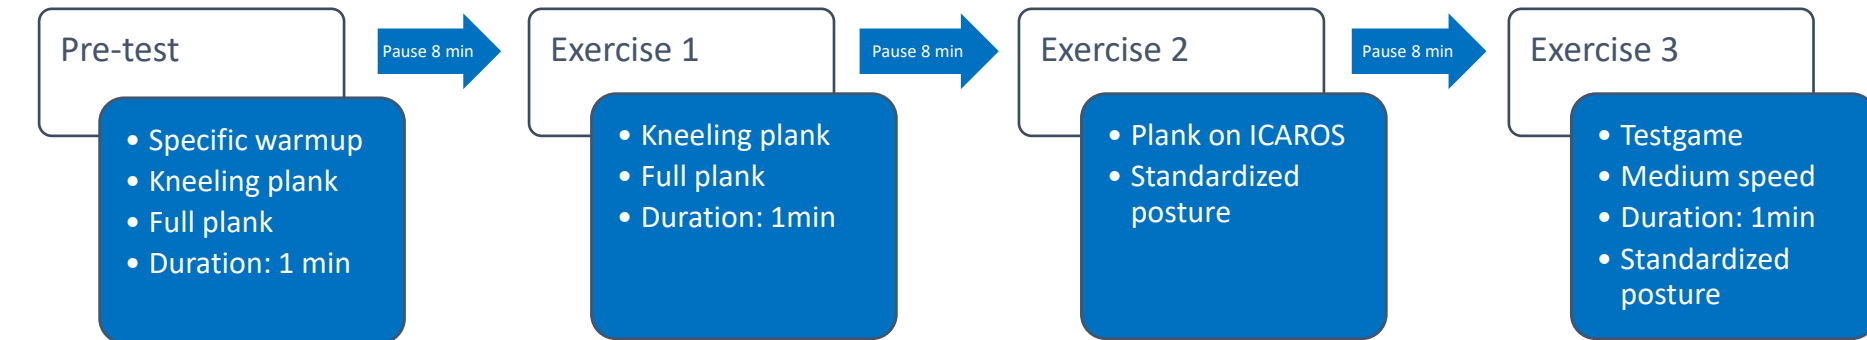 Pre-test
• Specific warmup
• Kneeling plank
• Full plank
• Duration: 1 min
Pause 8 min
Exercise 1
• Kneeling plank
• Full plank
• Duration: 1min
Pause 8 min
Exercise 2
• Plank on ICAROS
• Standardized
posture
Pause 8 min
Exercise 3
• Testgame
• Medium speed
• Duration: 1min
• Standardized
posture